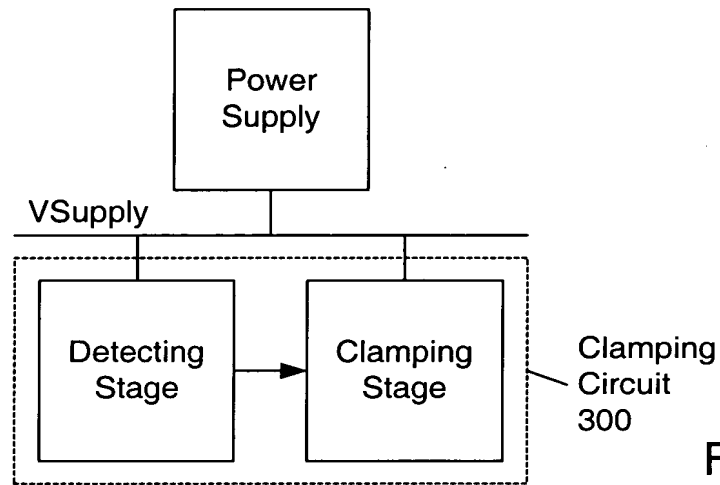 Power
Supply
VSupply
Detecting
Stage
Clamping
Stage
Clamping
Circuit
300
F